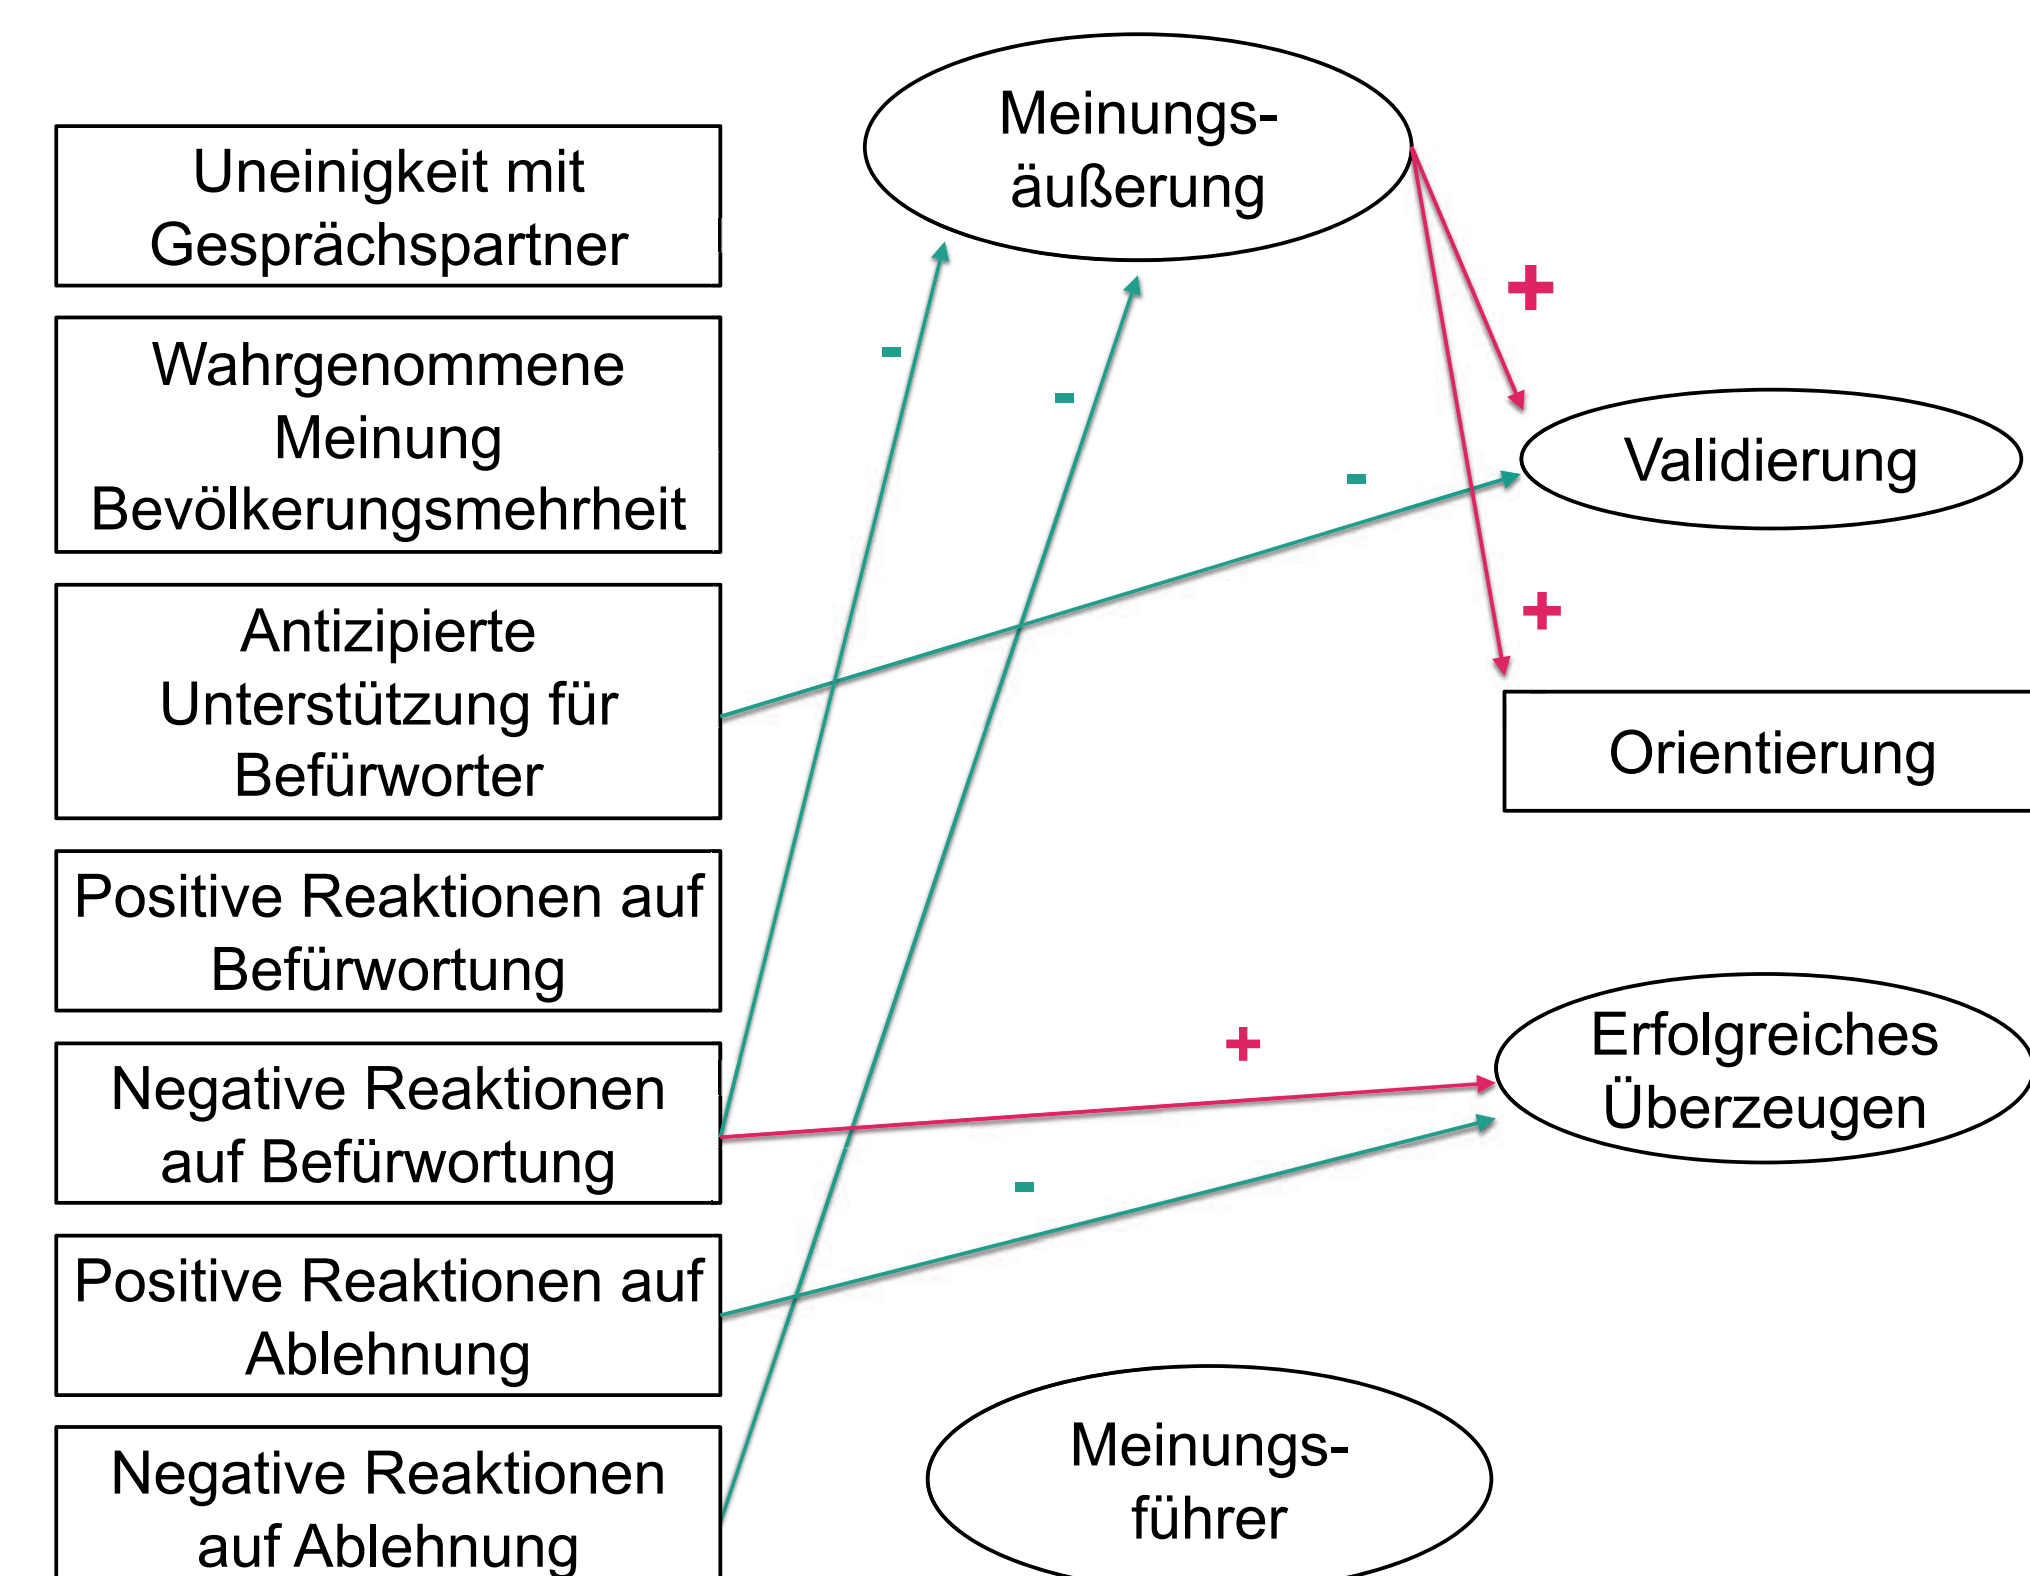 Meinungs-
äußerung
Uneinigkeit mit
Gesprächspartner
+
Wahrgenommene
Meinung
Bevölkerungsmehrheit
-
-
-
Validierung
Antizipierte
Unterstützung für
Befürworter
+
Orientierung
Positive Reaktionen auf
Befürwortung
Negative Reaktionen
auf Befürwortung
+
Erfolgreiches
Überzeugen
-
Positive Reaktionen auf
Ablehnung
Negative Reaktionen
auf Ablehnung
Meinungs-
führer